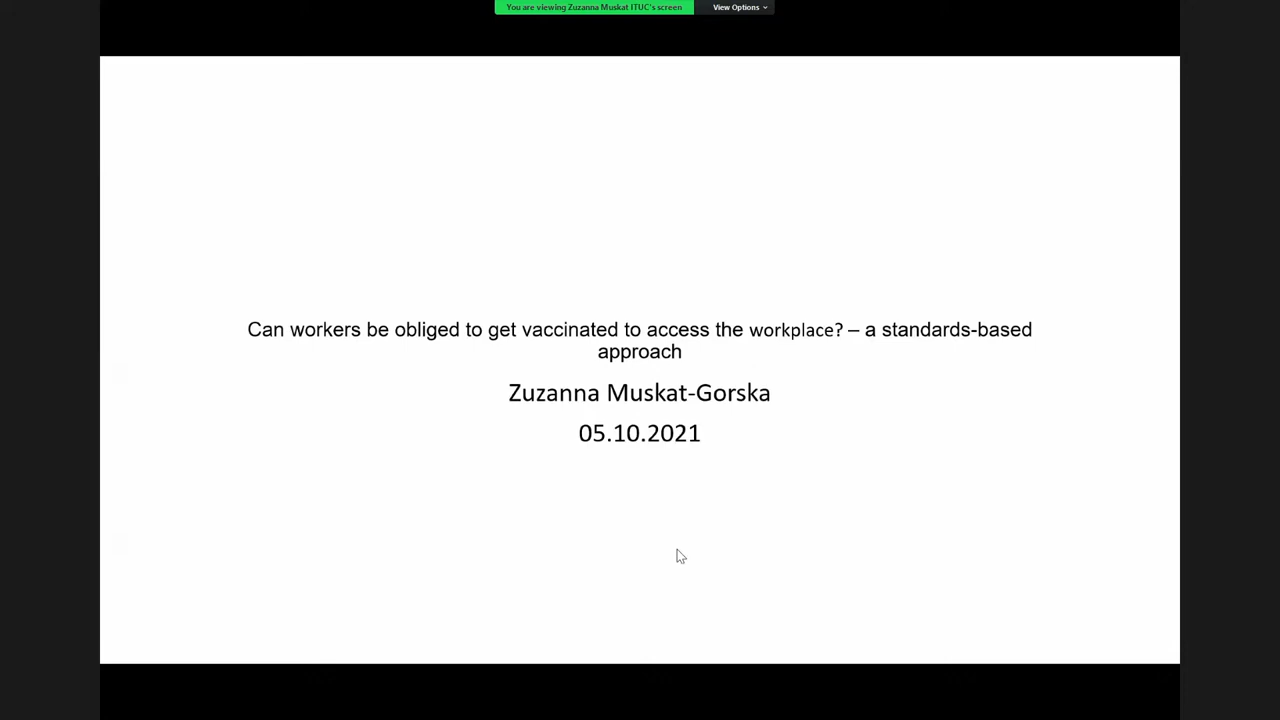 You are viewing Zuzanna Muskat ITUC's screen
View Options
Can workers be obliged to get vaccinated to access the workplace? – a standards-based
approach
Zuzanna Muskat-Gorska
05.10.2021